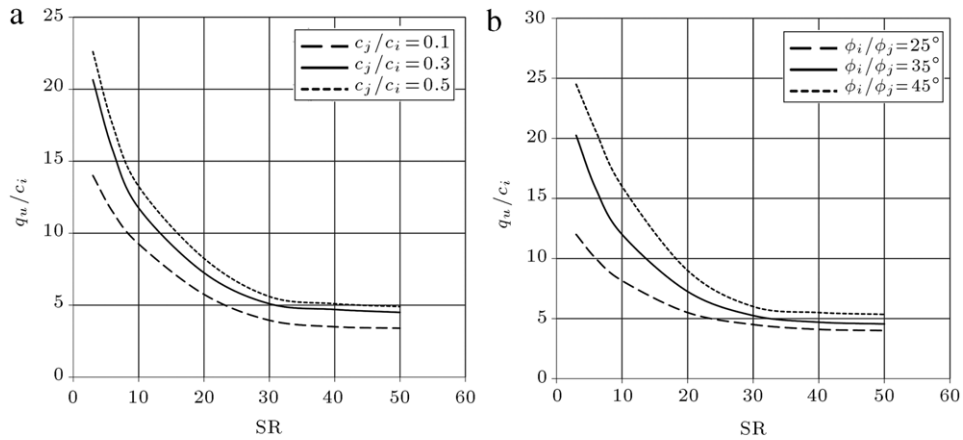 a
25
20
15
10
5
0
0 10 20 30 40 50 60
q_u/c_i
SR
c_j/c_i=0.1
c_j/c_i=0.3
c_j/c_i=0.5
b
30
25
20
15
10
5
0
0 10 20 30 40 50 60
q_u/c_i
SR
ϕ_i/ϕ_j=25°
ϕ_i/ϕ_j=35°
ϕ_i/ϕ_j=45°